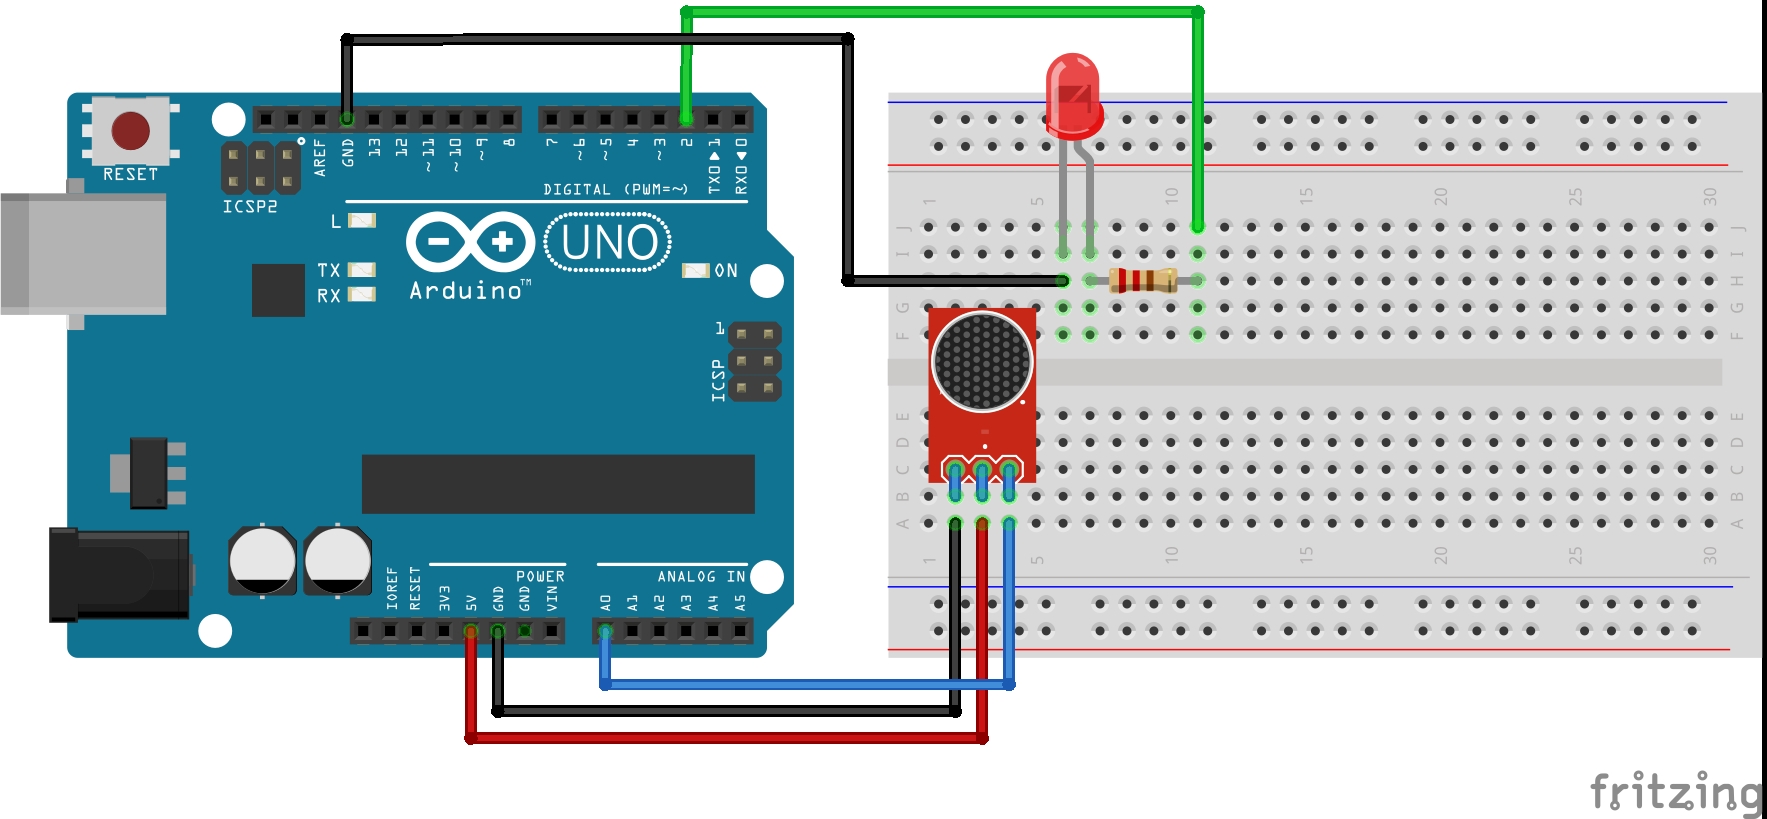 RESET
ICSP2
AREF
GND
13
12
~11
~10
~9
8
7
~6
~5
4
~3
2
TXO▶1
RXO◀0
DIGITAL (PWM=~)
L
TX
RX
Arduino™
UNO
ON
1
ICSP
IOREF
RESET
3V3
5V
GND
GND
VIN
POWER
A0
A1
A2
A3
A4
A5
ANALOG IN
1 5 10 15 20 25 30
J J
I I
H H
G G
F F
E E
D D
C C
B B
A A
1 5 10 15 20 25 30
fritzing